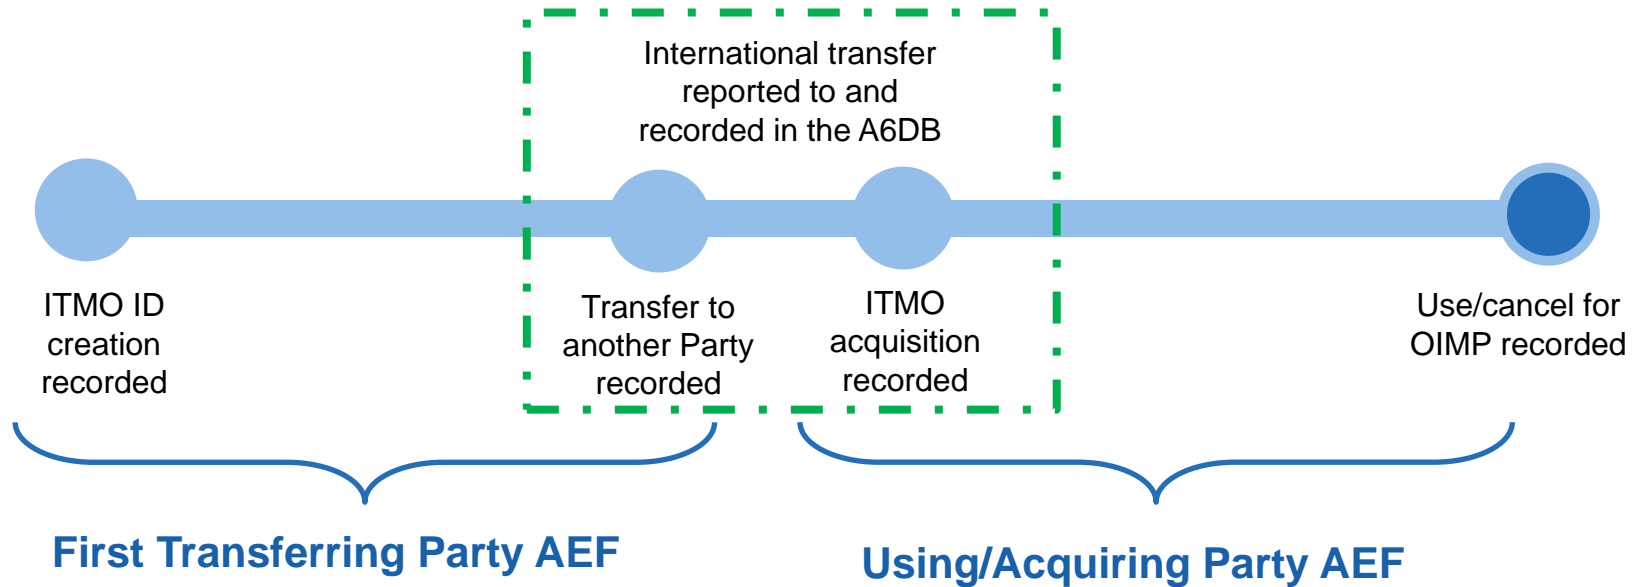 International transfer
reported to and
recorded in the A6DB
ITMO ID
creation
recorded
Transfer to
another Party
recorded
ITMO
acquisition
recorded
Use/cancel for
OIMP recorded
First Transferring Party AEF
Using/Acquiring Party AEF